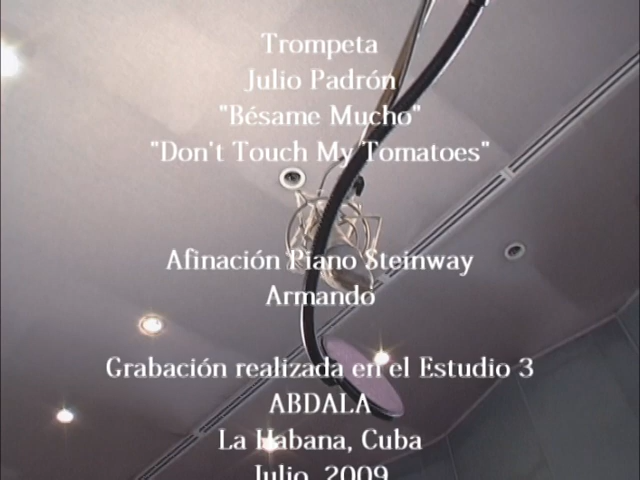 Trompeta
Julio Padrón
"Bésame Mucho"
"Don't Touch My Tomatoes"
Afinación Piano Steinway
Armando
Grabación realizada en el Estudio 3
ABDALA
La Habana, Cuba
Julio, 2009